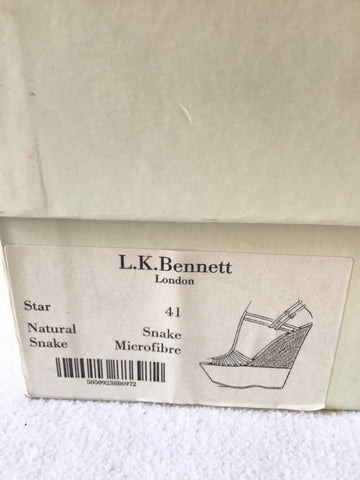 L.K.Bennett
London
Star 41
Natural Snake
Snake Microfibre
5050923886972